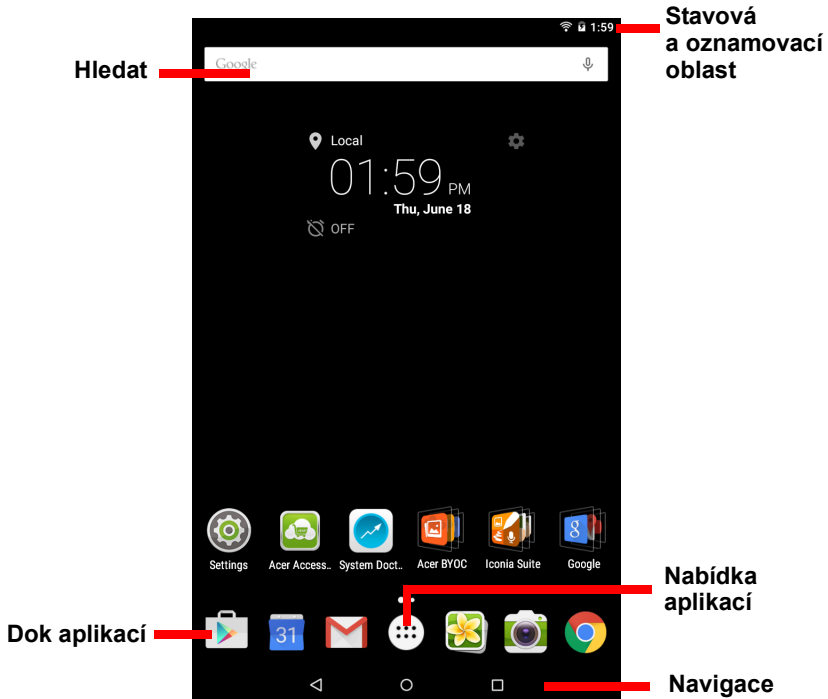 1:59
Stavová
a oznamovací
oblast
Hledat
Google
Local
01:59 PM
Thu, June 18
OFF
Settings
Acer Access..
System Doct..
Acer BYOC
Iconia Suite
Google
Nabídka
aplikací
Dok aplikací
31
Navigace